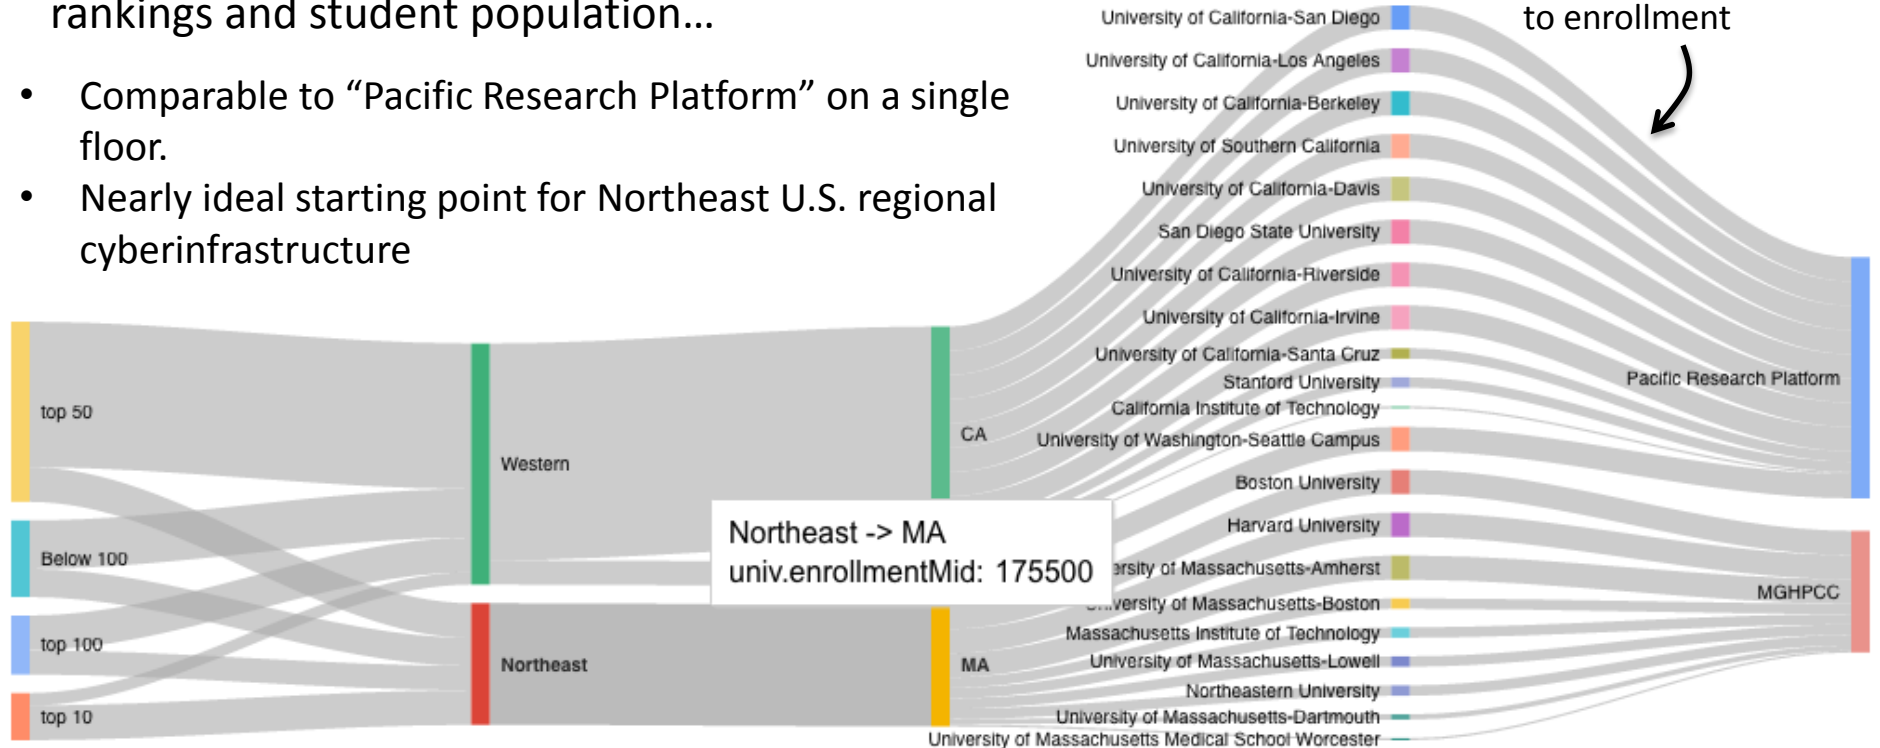 rankings and student population…
• Comparable to “Pacific Research Platform” on a single
floor.
• Nearly ideal starting point for Northeast U.S. regional
cyberinfrastructure
to enrollment
top 50
Below 100
top 100
top 10
Western
Northeast
CA
MA
Northeast -> MA
univ.enrollmentMid: 175500
University of California-San Diego
University of California-Los Angeles
University of California-Berkeley
University of Southern California
University of California-Davis
San Diego State University
University of California-Riverside
University of California-Irvine
University of California-Santa Cruz
Stanford University
California Institute of Technology
University of Washington-Seattle Campus
Boston University
Harvard University
ersity of Massachusetts-Amherst
University of Massachusetts-Boston
Massachusetts Institute of Technology
University of Massachusetts-Lowell
Northeastern University
University of Massachusetts-Dartmouth
University of Massachusetts Medical School Worcester
Pacific Research Platform
MGHPCC